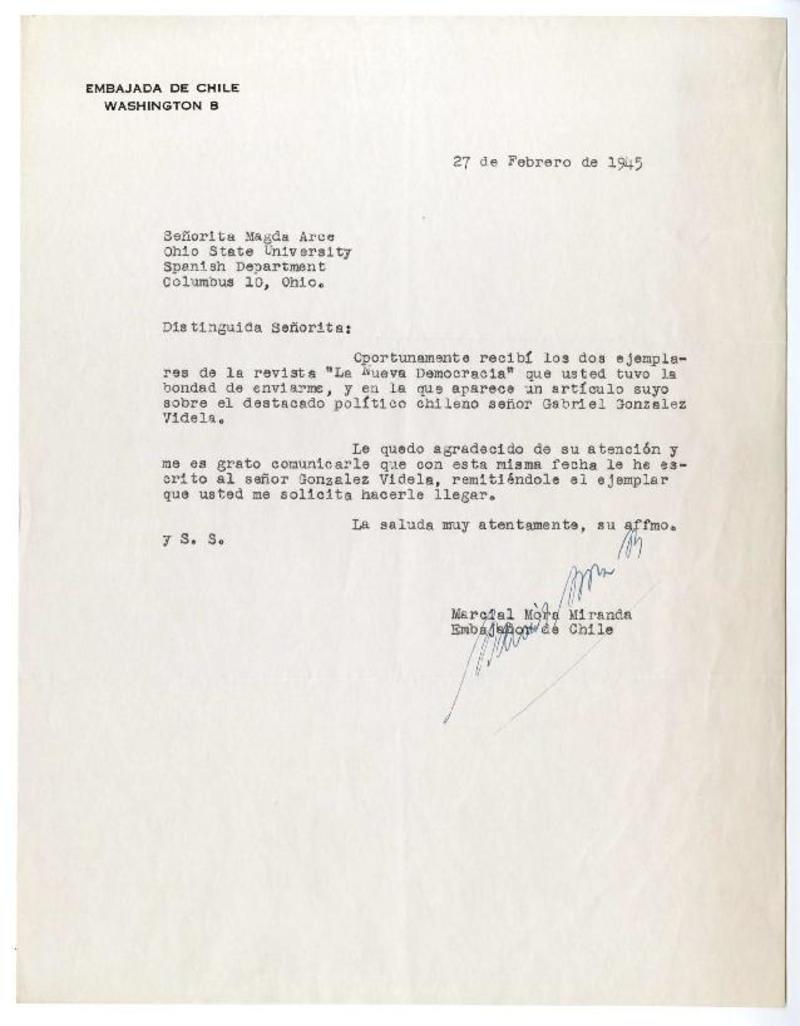 EMBAJADA DE CHILE
WASHINGTON 8
27 de Febrero de 1945
Señorita Magda Arce
Ohio State University
Spanish Department
Columbus 10, Ohio.
Distinguida Señorita:
Oportunamente recibí los dos ejempla-
res de la revista "La Nueva Democracia" que usted tuvo la
bondad de enviarme, y en la que aparece un artículo suyo
sobre el destacado político chileno señor Gabriel Gonzalez
Videla.
Le quedo agradecido de su atención y
me es grato comunicarle que con esta misma fecha le he es-
crito al señor Gonzalez Videla, remitiéndole el ejemplar
que usted me solicita hacerle llegar.
La saluda muy atentamente, su affmo.
y S. S.
Marcial Mora Miranda
Embajador de Chile